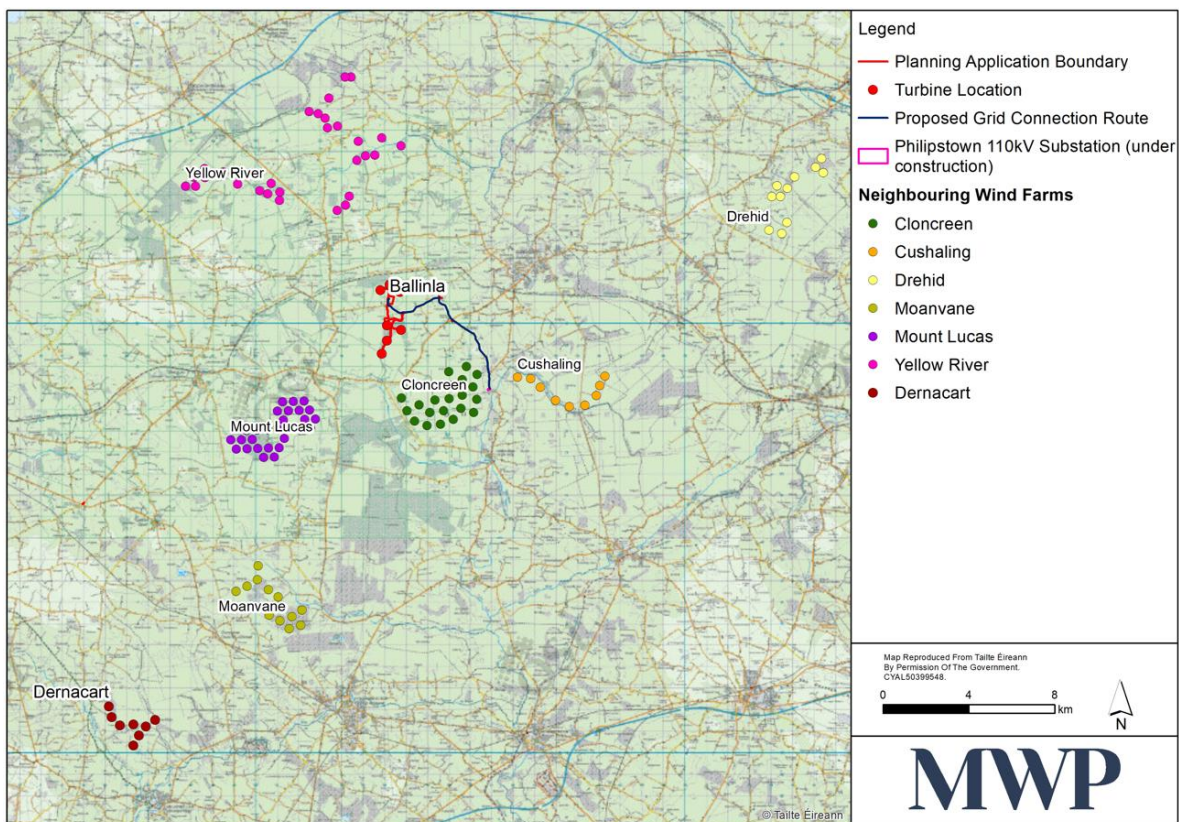 Yellow River
Drehid
Ballinla
Cushaling
Cloncreen
Mount Lucas
Moanvane
Dernacart
© Tailte Éireann
Legend
Planning Application Boundary
Turbine Location
Proposed Grid Connection Route
Philipstown 110kV Substation (under
construction)
Neighbouring Wind Farms
Cloncreen
Cushaling
Drehid
Moanvane
Mount Lucas
Yellow River
Dernacart
Map Reproduced From Tailte Éireann
By Permission Of The Government.
CYAL50399548.
0 4 8
km
N
MWP